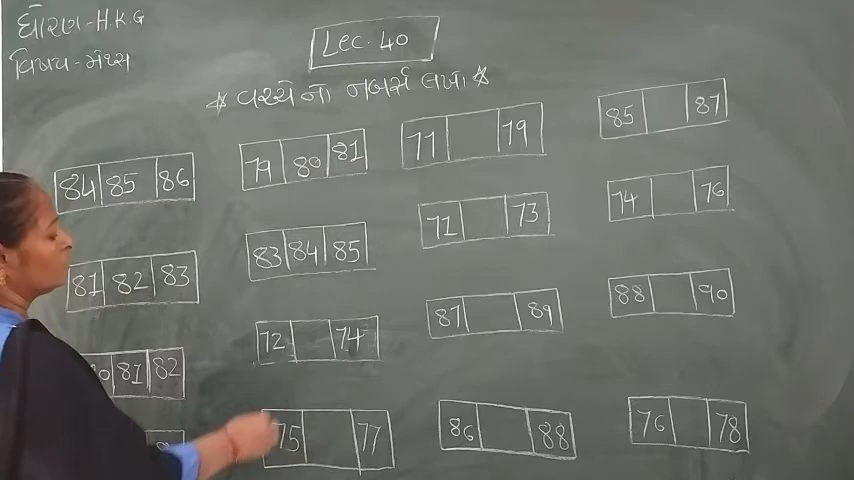 ધોરણ-H.K.G
વિષય-મેથ્સ
Lec. 40
* વચ્ચે ના નંબર્સ લખો *
84 85 86
79 80 81
71 79
85 87
81 82 83
83 84 85
71 73
74 76
81 82
72 74
87 89
88 90
75 77
86 88
76 78